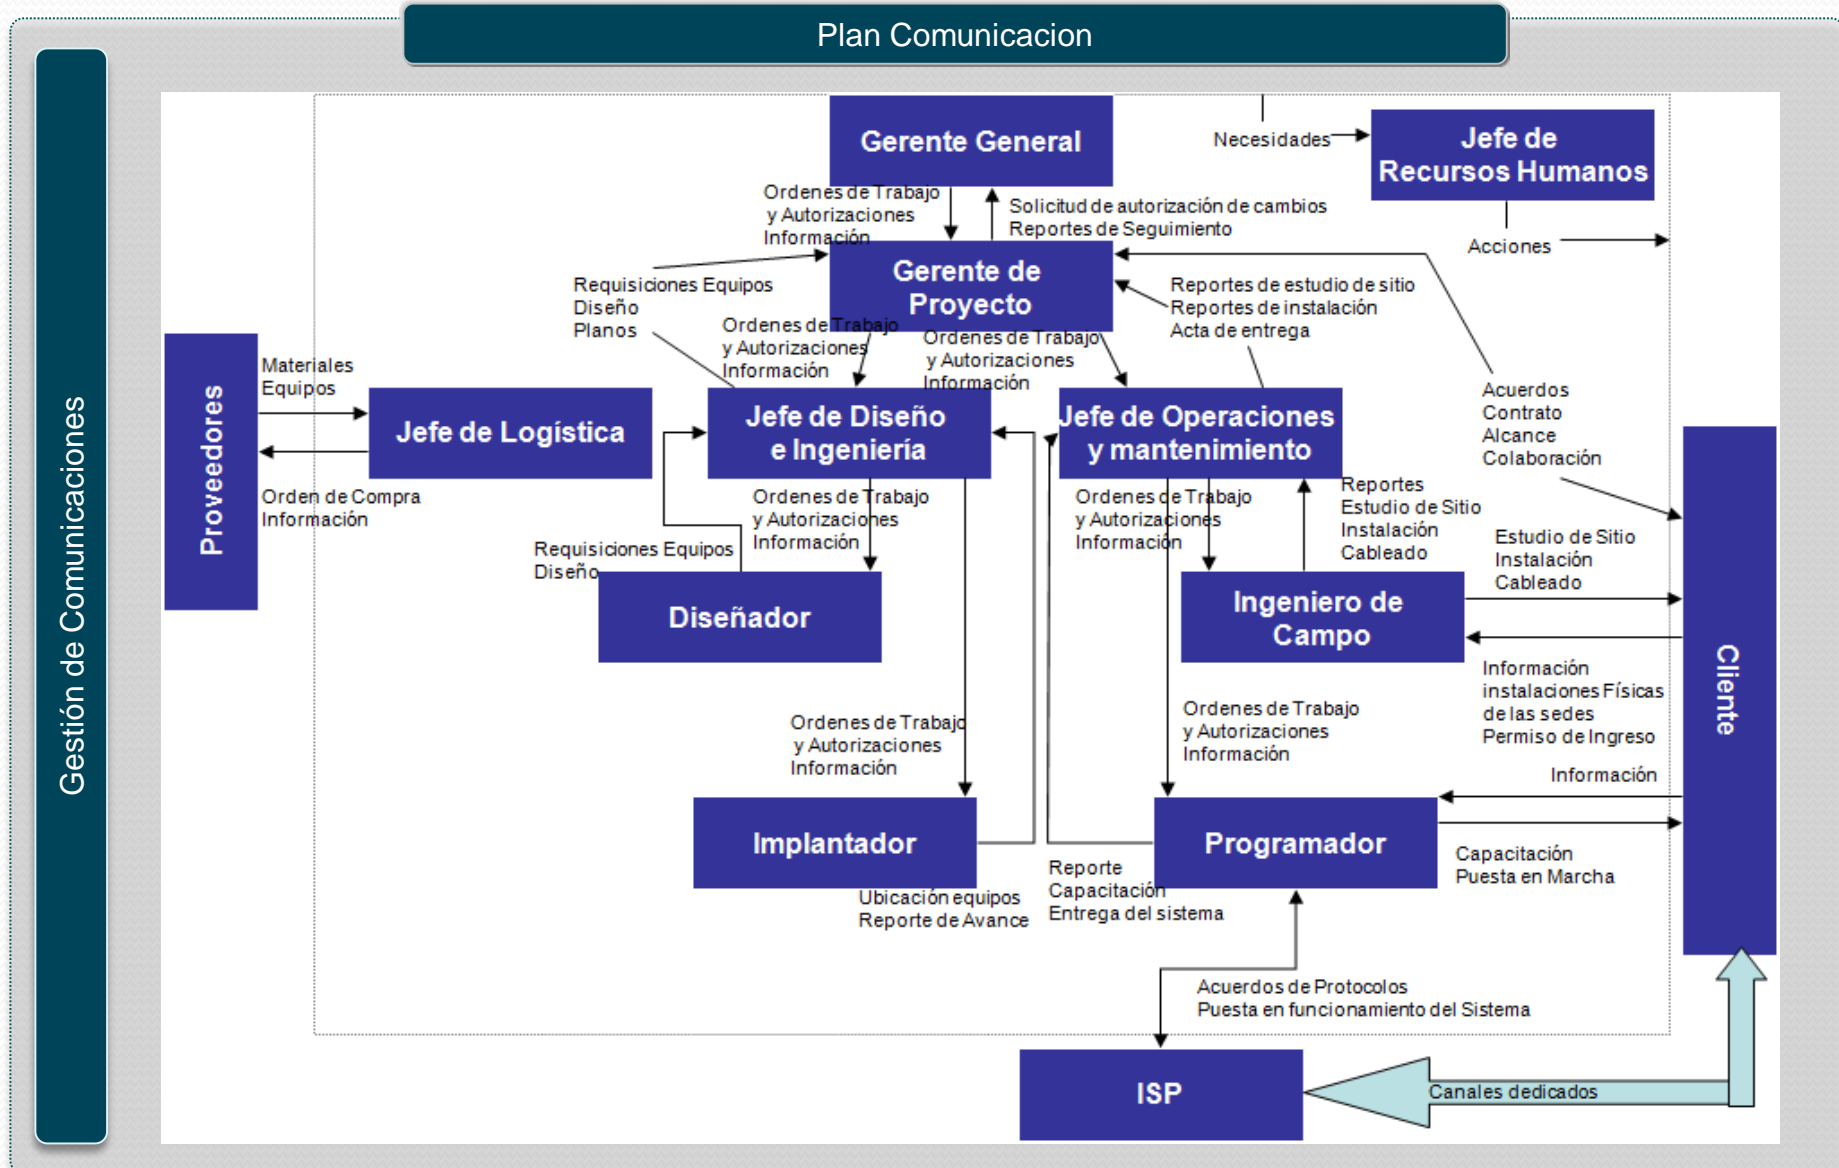 Plan Comunicacion
Gestión de Comunicaciones
Gerente General
Necesidades
Jefe de
Recursos Humanos
Ordenes de Trabajo
y Autorizaciones
Información
Solicitud de autorización de cambios
Reportes de Seguimiento
Acciones
Gerente de
Proyecto
Requisiciones Equipos
Diseño
Planos
Reportes de estudio de sitio
Reportes de instalación
Acta de entrega
Ordenes de Trabajo
y Autorizaciones
Información
Ordenes de Trabajo
y Autorizaciones
Información
Proveedores
Materiales
Equipos
Jefe de Logística
Orden de Compra
Información
Jefe de Diseño
e Ingeniería
Jefe de Operaciones
y mantenimiento
Acuerdos
Contrato
Alcance
Colaboración
Requisiciones Equipos
Diseño
Ordenes de Trabajo
y Autorizaciones
Información
Ordenes de Trabajo
y Autorizaciones
Información
Reportes
Estudio de Sitio
Instalación
Cableado
Estudio de Sitio
Instalación
Cableado
Diseñador
Ingeniero de
Campo
Cliente
Información
instalaciones Físicas
de las sedes
Permiso de Ingreso
Ordenes de Trabajo
y Autorizaciones
Información
Ordenes de Trabajo
y Autorizaciones
Información
Información
Implantador
Programador
Capacitación
Puesta en Marcha
Ubicación equipos
Reporte de Avance
Reporte
Capacitación
Entrega del sistema
Acuerdos de Protocolos
Puesta en funcionamiento del Sistema
ISP
Canales dedicados